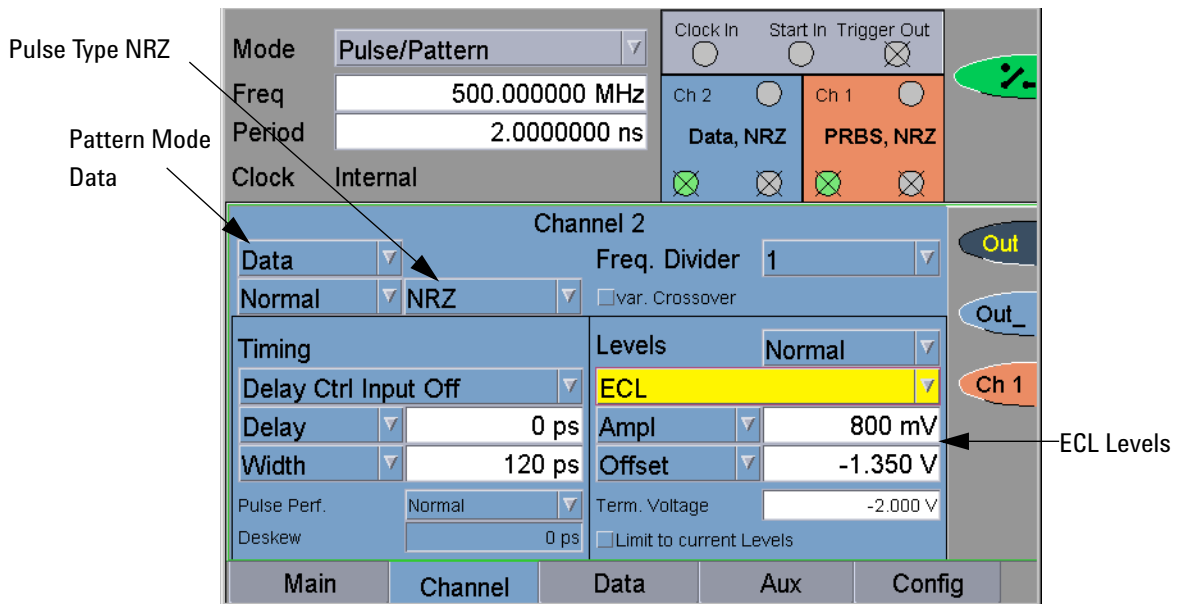 Pulse Type NRZ
Pattern Mode
Data
Mode Pulse/Pattern
Freq 500.000000 MHz
Period 2.0000000 ns
Clock Internal
Clock In Start In Trigger Out
Ch 2 Ch 1
Data, NRZ PRBS, NRZ
Channel 2
Data Freq. Divider 1
Normal NRZ var. Crossover
Timing Levels Normal
Delay Ctrl Input Off ECL
Delay 0 ps Ampl 800 mV
Width 120 ps Offset -1.350 V
Pulse Perf. Normal Term. Voltage -2.000 V
Deskew 0 ps Limit to current Levels
Out
Out_
Ch 1
ECL Levels
Main Channel Data Aux Config